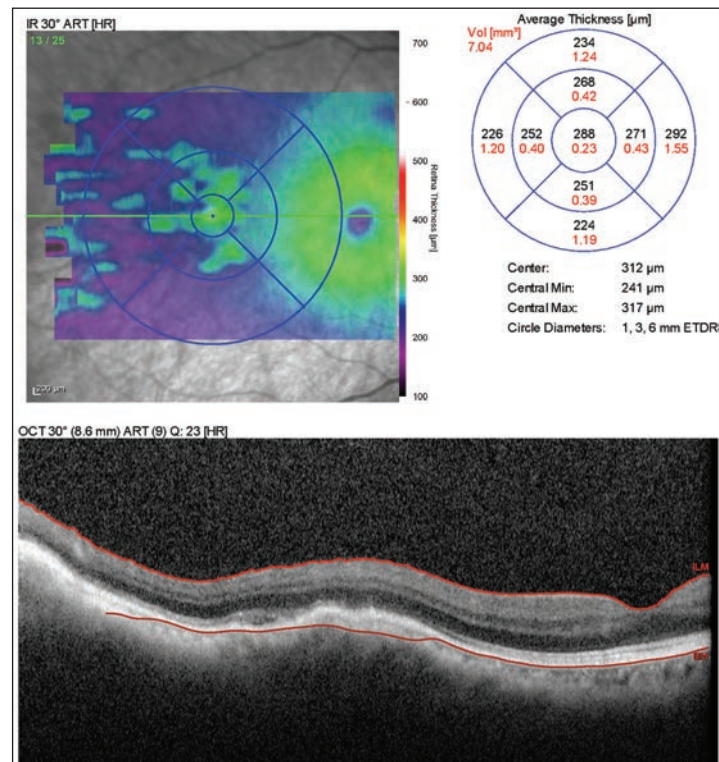 IR 30° ART [HR]
13 / 25
200 µm
700
600
500
400
300
200
100
Retina Thickness [µm]
Average Thickness [µm]
Vol [mm³]
7.04
234
1.24
268
0.42
226
1.20
252
0.40
288
0.23
271
0.43
292
1.55
251
0.39
224
1.19
Center: 312 µm
Central Min: 241 µm
Central Max: 317 µm
Circle Diameters: 1, 3, 6 mm ETDRS
OCT 30° (8.6 mm) ART (9) Q: 23 [HR]
ILM